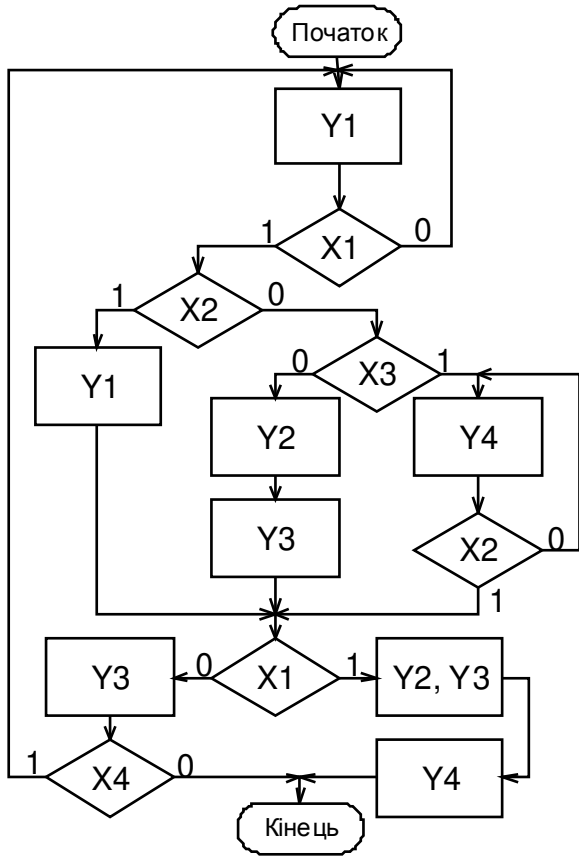 Початок
Y1
1 X1 0
1 X2 0
0 X3 1
Y1
Y2 Y4
Y3 X2 0
1
Y3 0 X1 1 Y2, Y3
1 X4 0 Y4
Кінець